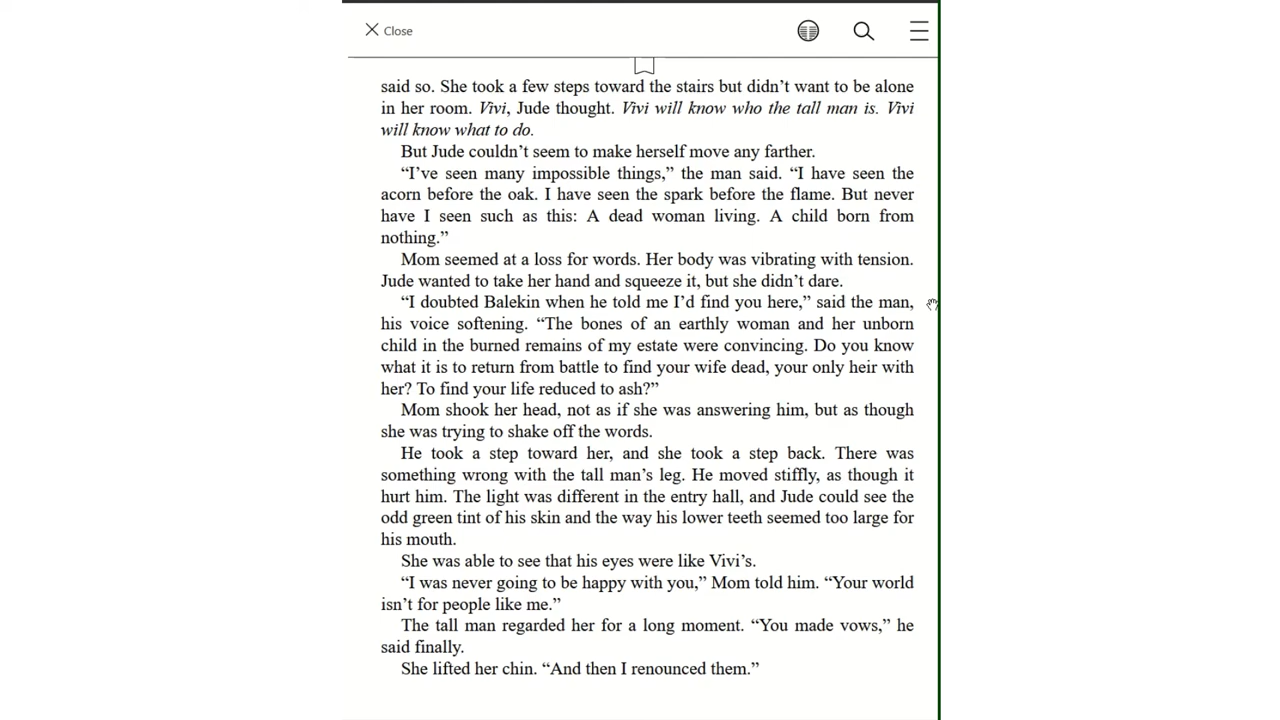 Close
said so. She took a few steps toward the stairs but didn’t want to be alone
in her room. Vivi, Jude thought. Vivi will know who the tall man is. Vivi
will know what to do.
But Jude couldn’t seem to make herself move any farther.
“I’ve seen many impossible things,” the man said. “I have seen the
acorn before the oak. I have seen the spark before the flame. But never
have I seen such as this: A dead woman living. A child born from
nothing.”
Mom seemed at a loss for words. Her body was vibrating with tension.
Jude wanted to take her hand and squeeze it, but she didn’t dare.
“I doubted Balekin when he told me I’d find you here,” said the man,
his voice softening. “The bones of an earthly woman and her unborn
child in the burned remains of my estate were convincing. Do you know
what it is to return from battle to find your wife dead, your only heir with
her? To find your life reduced to ash?”
Mom shook her head, not as if she was answering him, but as though
she was trying to shake off the words.
He took a step toward her, and she took a step back. There was
something wrong with the tall man’s leg. He moved stiffly, as though it
hurt him. The light was different in the entry hall, and Jude could see the
odd green tint of his skin and the way his lower teeth seemed too large for
his mouth.
She was able to see that his eyes were like Vivi’s.
“I was never going to be happy with you,” Mom told him. “Your world
isn’t for people like me.”
The tall man regarded her for a long moment. “You made vows,” he
said finally.
She lifted her chin. “And then I renounced them.”